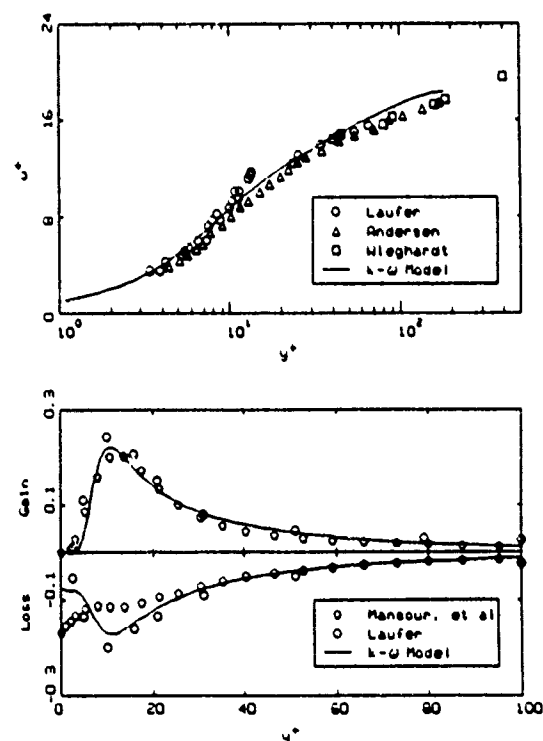 24
16
8
0
u⁺
10⁰
10¹
10²
y⁺
Laufer
Andersen
Wieghardt
k-ω Model
0.3
0.1
-0.1
-0.3
Gain
Loss
Mansour, et al
Laufer
k-ω Model
0
20
40
60
80
100
y⁺